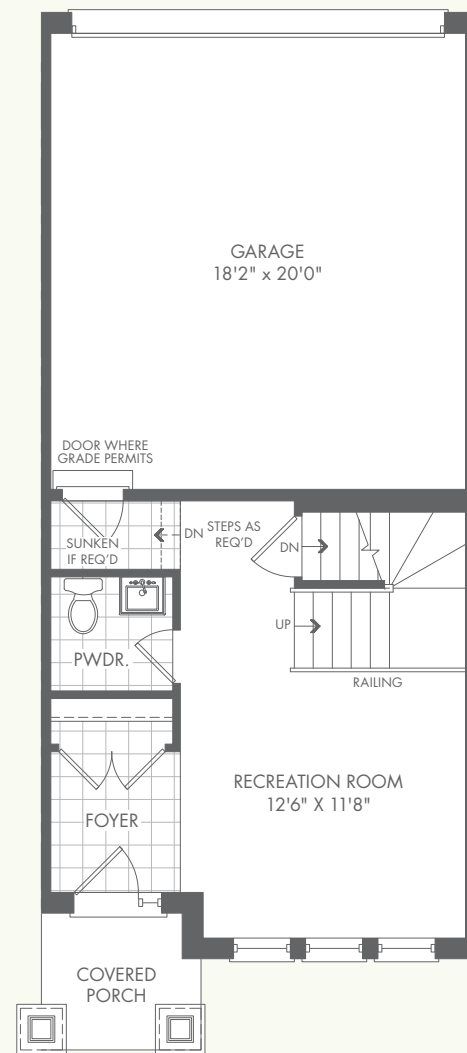 GARAGE
18'2" x 20'0"
DOOR WHERE
GRADE PERMITS
SUNKEN
IF REQ'D
DN
STEPS AS
REQ'D
DN
UP
RAILING
PWDR.
RECREATION ROOM
12'6" X 11'8"
FOYER
COVERED
PORCH